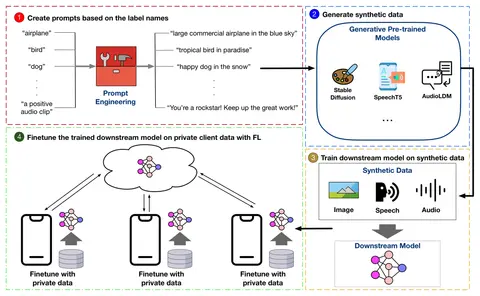 1 Create prompts based on the label names
"airplane"
"bird"
"dog"
"a positive
audio clip"
Prompt
Engineering
"large commercial airplane in the blue sky"
"tropical bird in paradise"
"happy dog in the snow"
"You're a rockstar! Keep up the great work!"
2 Generate synthetic data
Generative Pre-trained
Models
Stable
Diffusion
SpeechT5
AudioLDM
...
4 Finetune the trained downstream model on private client data with FL
Finetune with
private data
Finetune with
private data
Finetune with
private data
3 Train downstream model on synthetic data
Synthetic Data
Image
Speech
Audio
Downstream Model